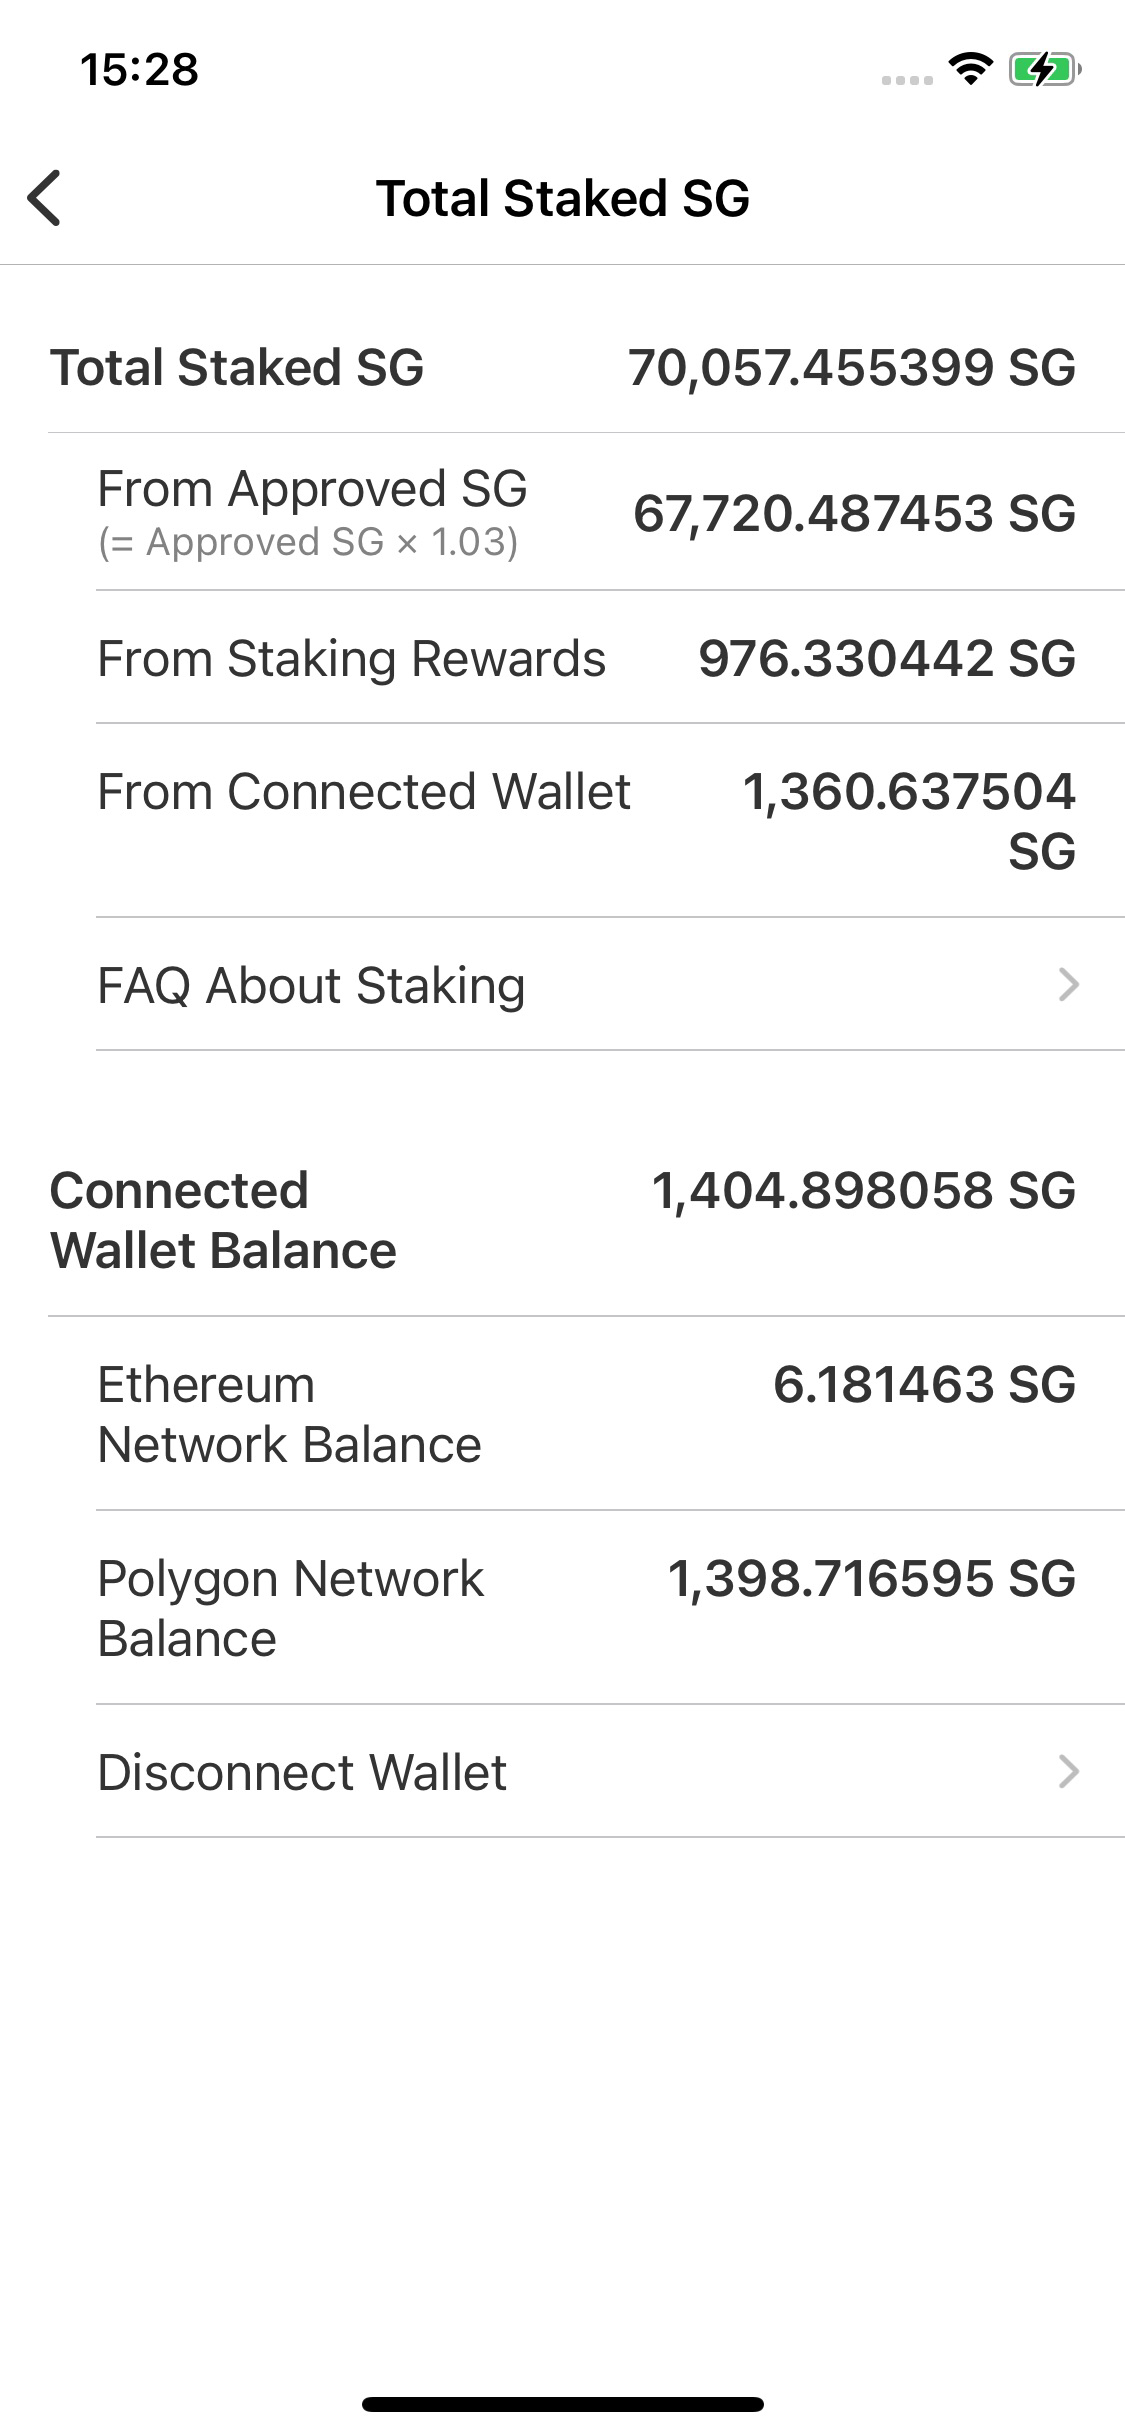 15:28
Total Staked SG
Total Staked SG 70,057.455399 SG
From Approved SG 67,720.487453 SG
(= Approved SG × 1.03)
From Staking Rewards 976.330442 SG
From Connected Wallet 1,360.637504
SG
FAQ About Staking
Connected 1,404.898058 SG
Wallet Balance
Ethereum 6.181463 SG
Network Balance
Polygon Network 1,398.716595 SG
Balance
Disconnect Wallet